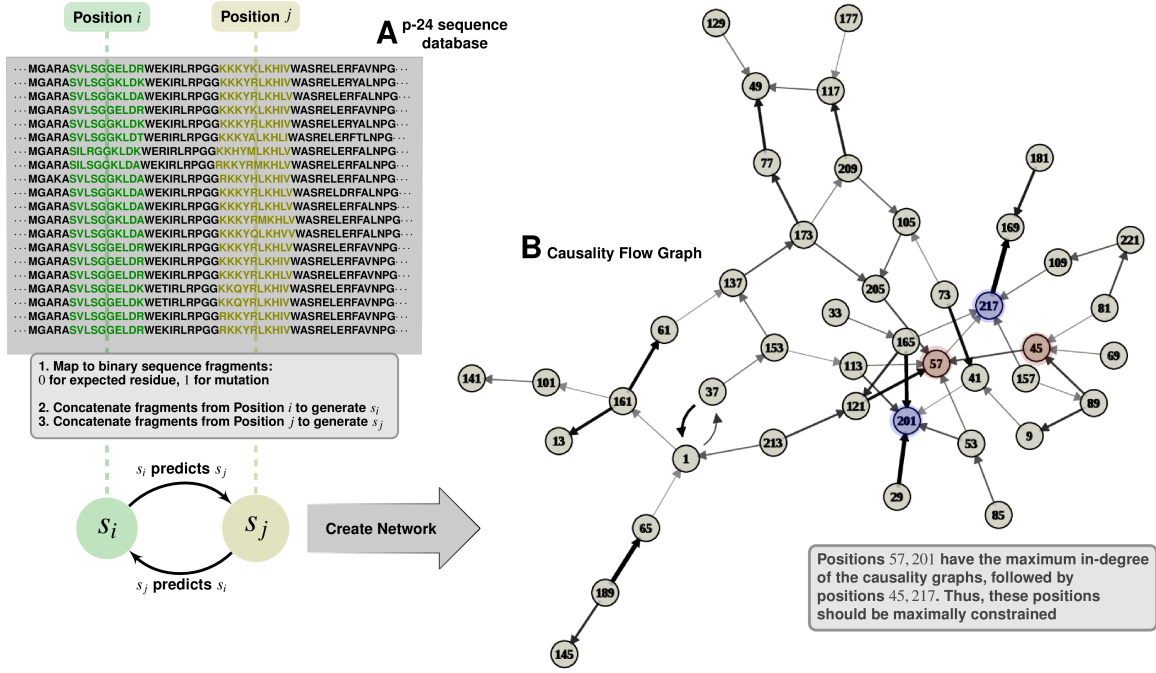 Position i
Position j
A p-24 sequence
database
···MGARASVLSGGELDRWEKIRLRPGGKKKYKLKHIVWASRELERFAVNPG···
···MGARASVLSGGKLDKWEKIRLRPGGKKKYRLKHIVWASRELERYALNPG···
···MGARASVLSGGKLDAWEKIRLRPGGKKKYRLKHLVWASRELERFALNPG···
···MGARASVLSGGELDRWEKIRLRPGGKKKYKLKHIVWASRELERFAVNPG···
···MGARASVLSGGKLDKWEKIRLRPGGKKKYRLKHIVWASRELERYALNPG···
···MGARASVLSGGKLDTWERIRLRPGGKKKYALKHLIWASRELERFTLNPG···
···MGARASILRGGKLDKWERIRLRPGGKKHYMLKHLVWASRELERFALNPG···
···MGARASILSGGKLDAWEKIRLRPGGRKKYRMKHLVWASRELERFALNPG···
···MGAKASVLSGGKLDAWEKIRLRPGGRKKYHLKHLVWASRELDRFALNPG···
···MGARASVLSGGKLDAWEKIRLRPGGKKKYRLKHLVWASRELERFALNPS···
···MGARASVLSGGKLDAWEKIRLRPGGKKKYRMKHLVWASRELERFALNPG···
···MGARASVLSGGKLDAWEKIRLRPGGKKKYQLKHVVWASRELERFALNPG···
···MGARASVLSGGELDRWEKIRLRPGGKKKYRLKHIVWASRELERFAVNPG···
···MGARASVLSGGELDRWEKIRLRPGGKKKYRLKHLVWASRELERFAVNPG···
···MGARASVLSGGELDRWEKIRLRPGGKKKYRLKHIVWASRELERFAVNPG···
···MGARASVLSGGKLDKWETIRLRPGGKKQYRLKHIVWASRELERFAVNPG···
···MGARASVLSGGELDKWETIRLRPGGKKQYRLKHIVWASRELERFAVNPG···
···MGARASVLSGGELDRWEKIRLRPGGRKKYRLKHIVWASRELERFAVNPG···
···MGARASVLSGGELDRWEKIRLRPGGRKKYRLKHIVWASRELERFAVNPG···
1. Map to binary sequence fragments:
0 for expected residue, 1 for mutation
2. Concatenate fragments from Position i to generate si
3. Concatenate fragments from Position j to generate sj
si predicts sj
si
sj
sj predicts si
Create Network
B Causality Flow Graph
129
177
49
117
77
209
181
173
105
169
221
109
137
205
73
217
81
33
61
165
153
57
45
69
113
41
157
141
101
37
89
161
121
201
13
9
213
53
1
29
85
65
189
145
Positions 57, 201 have the maximum in-degree
of the causality graphs, followed by
positions 45, 217. Thus, these positions
should be maximally constrained